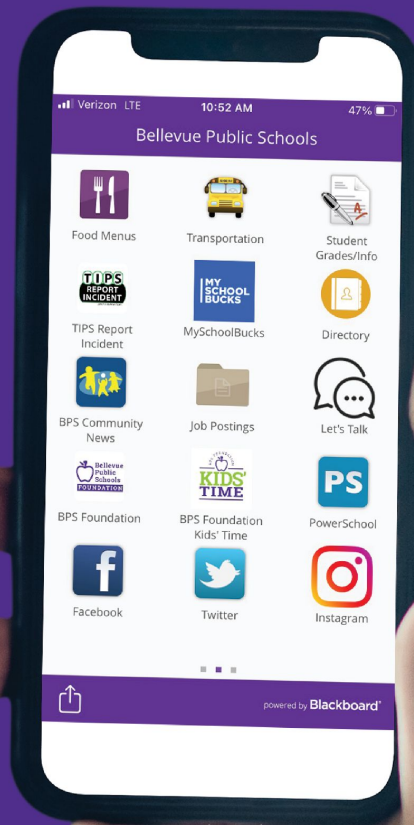 Verizon LTE
10:52 AM
47%
Bellevue Public Schools
Food Menus
Transportation
A+
Student
Grades/Info
TIPS
REPORT
INCIDENT
TIPS Report
Incident
MY
SCHOOL
BUCKS
MySchoolBucks
Directory
BPS Community
News
Job Postings
Let's Talk
Bellevue
Public
Schools
FOUNDATION
BPS Foundation
BPS FOUNDATION
KIDS'
TIME
BPS Foundation
Kids' Time
PS
PowerSchool
f
Facebook
Twitter
Instagram
powered by Blackboard